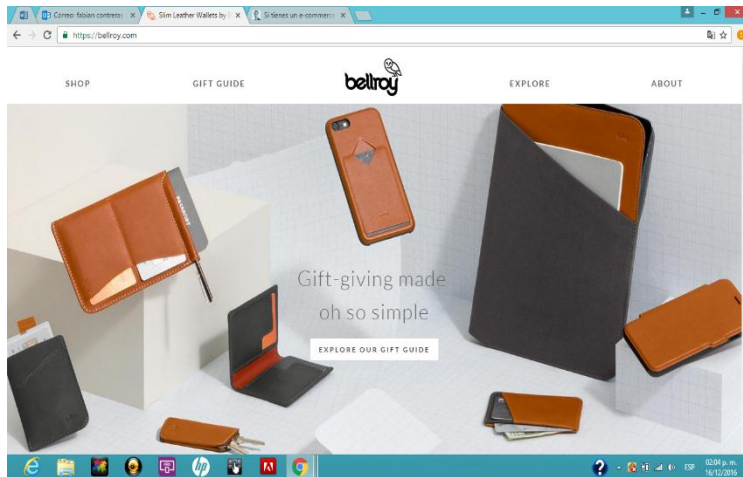 Correo: fabian contreras
Slim Leather Wallets by
Si tienes un e-commerce
https://bellroy.com
SHOP
GIFT GUIDE
bellroy
EXPLORE
ABOUT
PASSPORT
Gift-giving made
oh so simple
EXPLORE OUR GIFT GUIDE
ESP
02:04 p. m.
16/12/2016